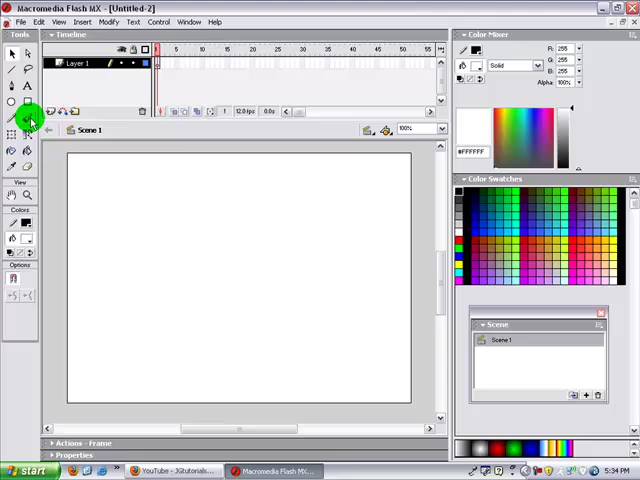 Macromedia Flash MX - [Untitled-2]
File Edit View Insert Modify Text Control Window Help
Tools
Timeline
5 10 15 20 25 30 35 40 45 50 55
Layer 1
1 12.0 fps 0.0s
Scene 1
100%
View
Colors
Options
Color Mixer
R: 255
Solid
G: 255
B: 255
Alpha: 100%
#FFFFFF
Color Swatches
Scene
Scene 1
Actions - Frame
Properties
start
YouTube - JGtutorials...
Macromedia Flash MX...
5:34 PM